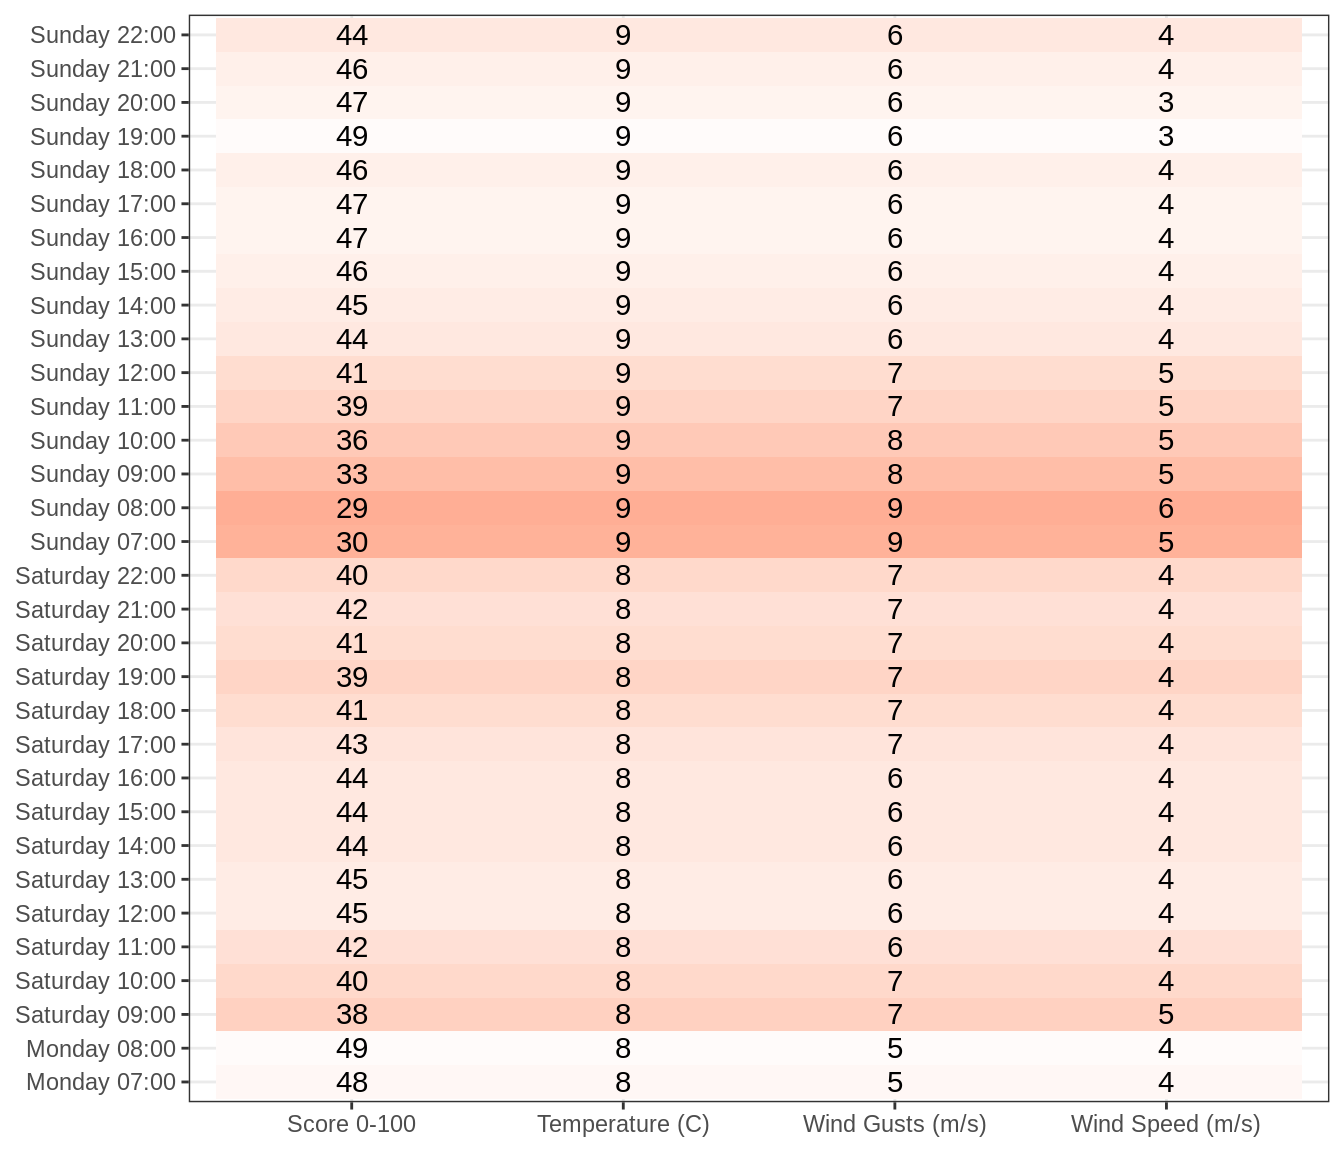 Sunday 22:00 44 9 6 4
Sunday 21:00 46 9 6 4
Sunday 20:00 47 9 6 3
Sunday 19:00 49 9 6 3
Sunday 18:00 46 9 6 4
Sunday 17:00 47 9 6 4
Sunday 16:00 47 9 6 4
Sunday 15:00 46 9 6 4
Sunday 14:00 45 9 6 4
Sunday 13:00 44 9 6 4
Sunday 12:00 41 9 7 5
Sunday 11:00 39 9 7 5
Sunday 10:00 36 9 8 5
Sunday 09:00 33 9 8 5
Sunday 08:00 29 9 9 6
Sunday 07:00 30 9 9 5
Saturday 22:00 40 8 7 4
Saturday 21:00 42 8 7 4
Saturday 20:00 41 8 7 4
Saturday 19:00 39 8 7 4
Saturday 18:00 41 8 7 4
Saturday 17:00 43 8 7 4
Saturday 16:00 44 8 6 4
Saturday 15:00 44 8 6 4
Saturday 14:00 44 8 6 4
Saturday 13:00 45 8 6 4
Saturday 12:00 45 8 6 4
Saturday 11:00 42 8 6 4
Saturday 10:00 40 8 7 4
Saturday 09:00 38 8 7 5
Monday 08:00 49 8 5 4
Monday 07:00 48 8 5 4
Score 0-100 Temperature (C) Wind Gusts (m/s) Wind Speed (m/s)